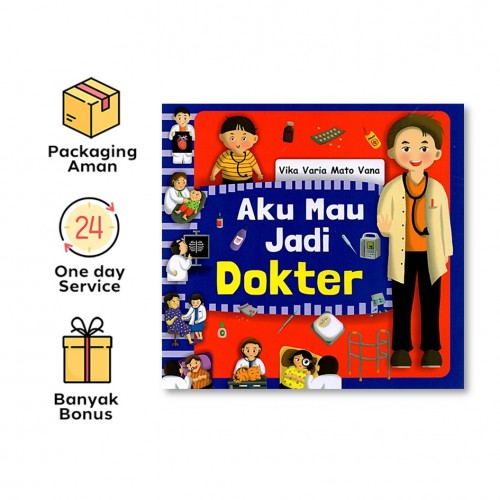 Packaging
Aman
24
One day
Service
Banyak
Bonus
Vika Varia Mato Vana
Aku Mau
Jadi
Dokter